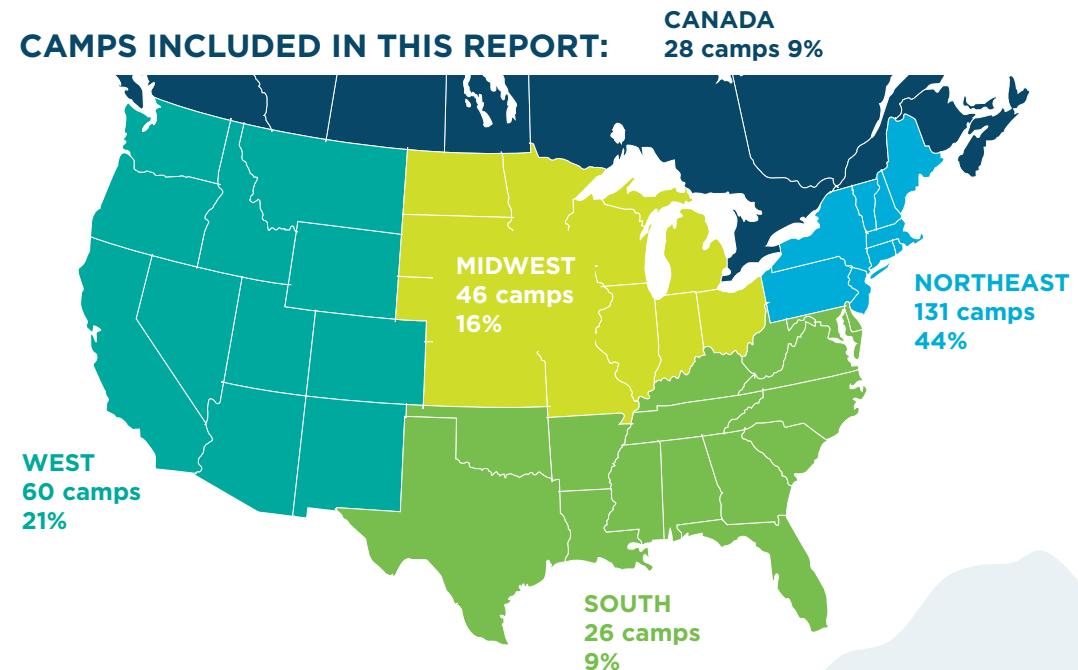 CAMPS INCLUDED IN THIS REPORT:
CANADA
28 camps 9%
MIDWEST
46 camps
16%
NORTHEAST
131 camps
44%
WEST
60 camps
21%
SOUTH
26 camps
9%